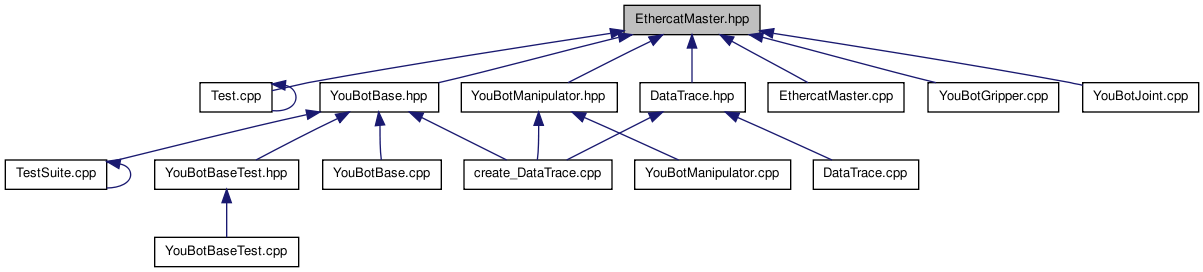 EthercatMaster.hpp
Test.cpp
YouBotBase.hpp
YouBotManipulator.hpp
DataTrace.hpp
EthercatMaster.cpp
YouBotGripper.cpp
YouBotJoint.cpp
TestSuite.cpp
YouBotBaseTest.hpp
YouBotBase.cpp
create_DataTrace.cpp
YouBotManipulator.cpp
DataTrace.cpp
YouBotBaseTest.cpp